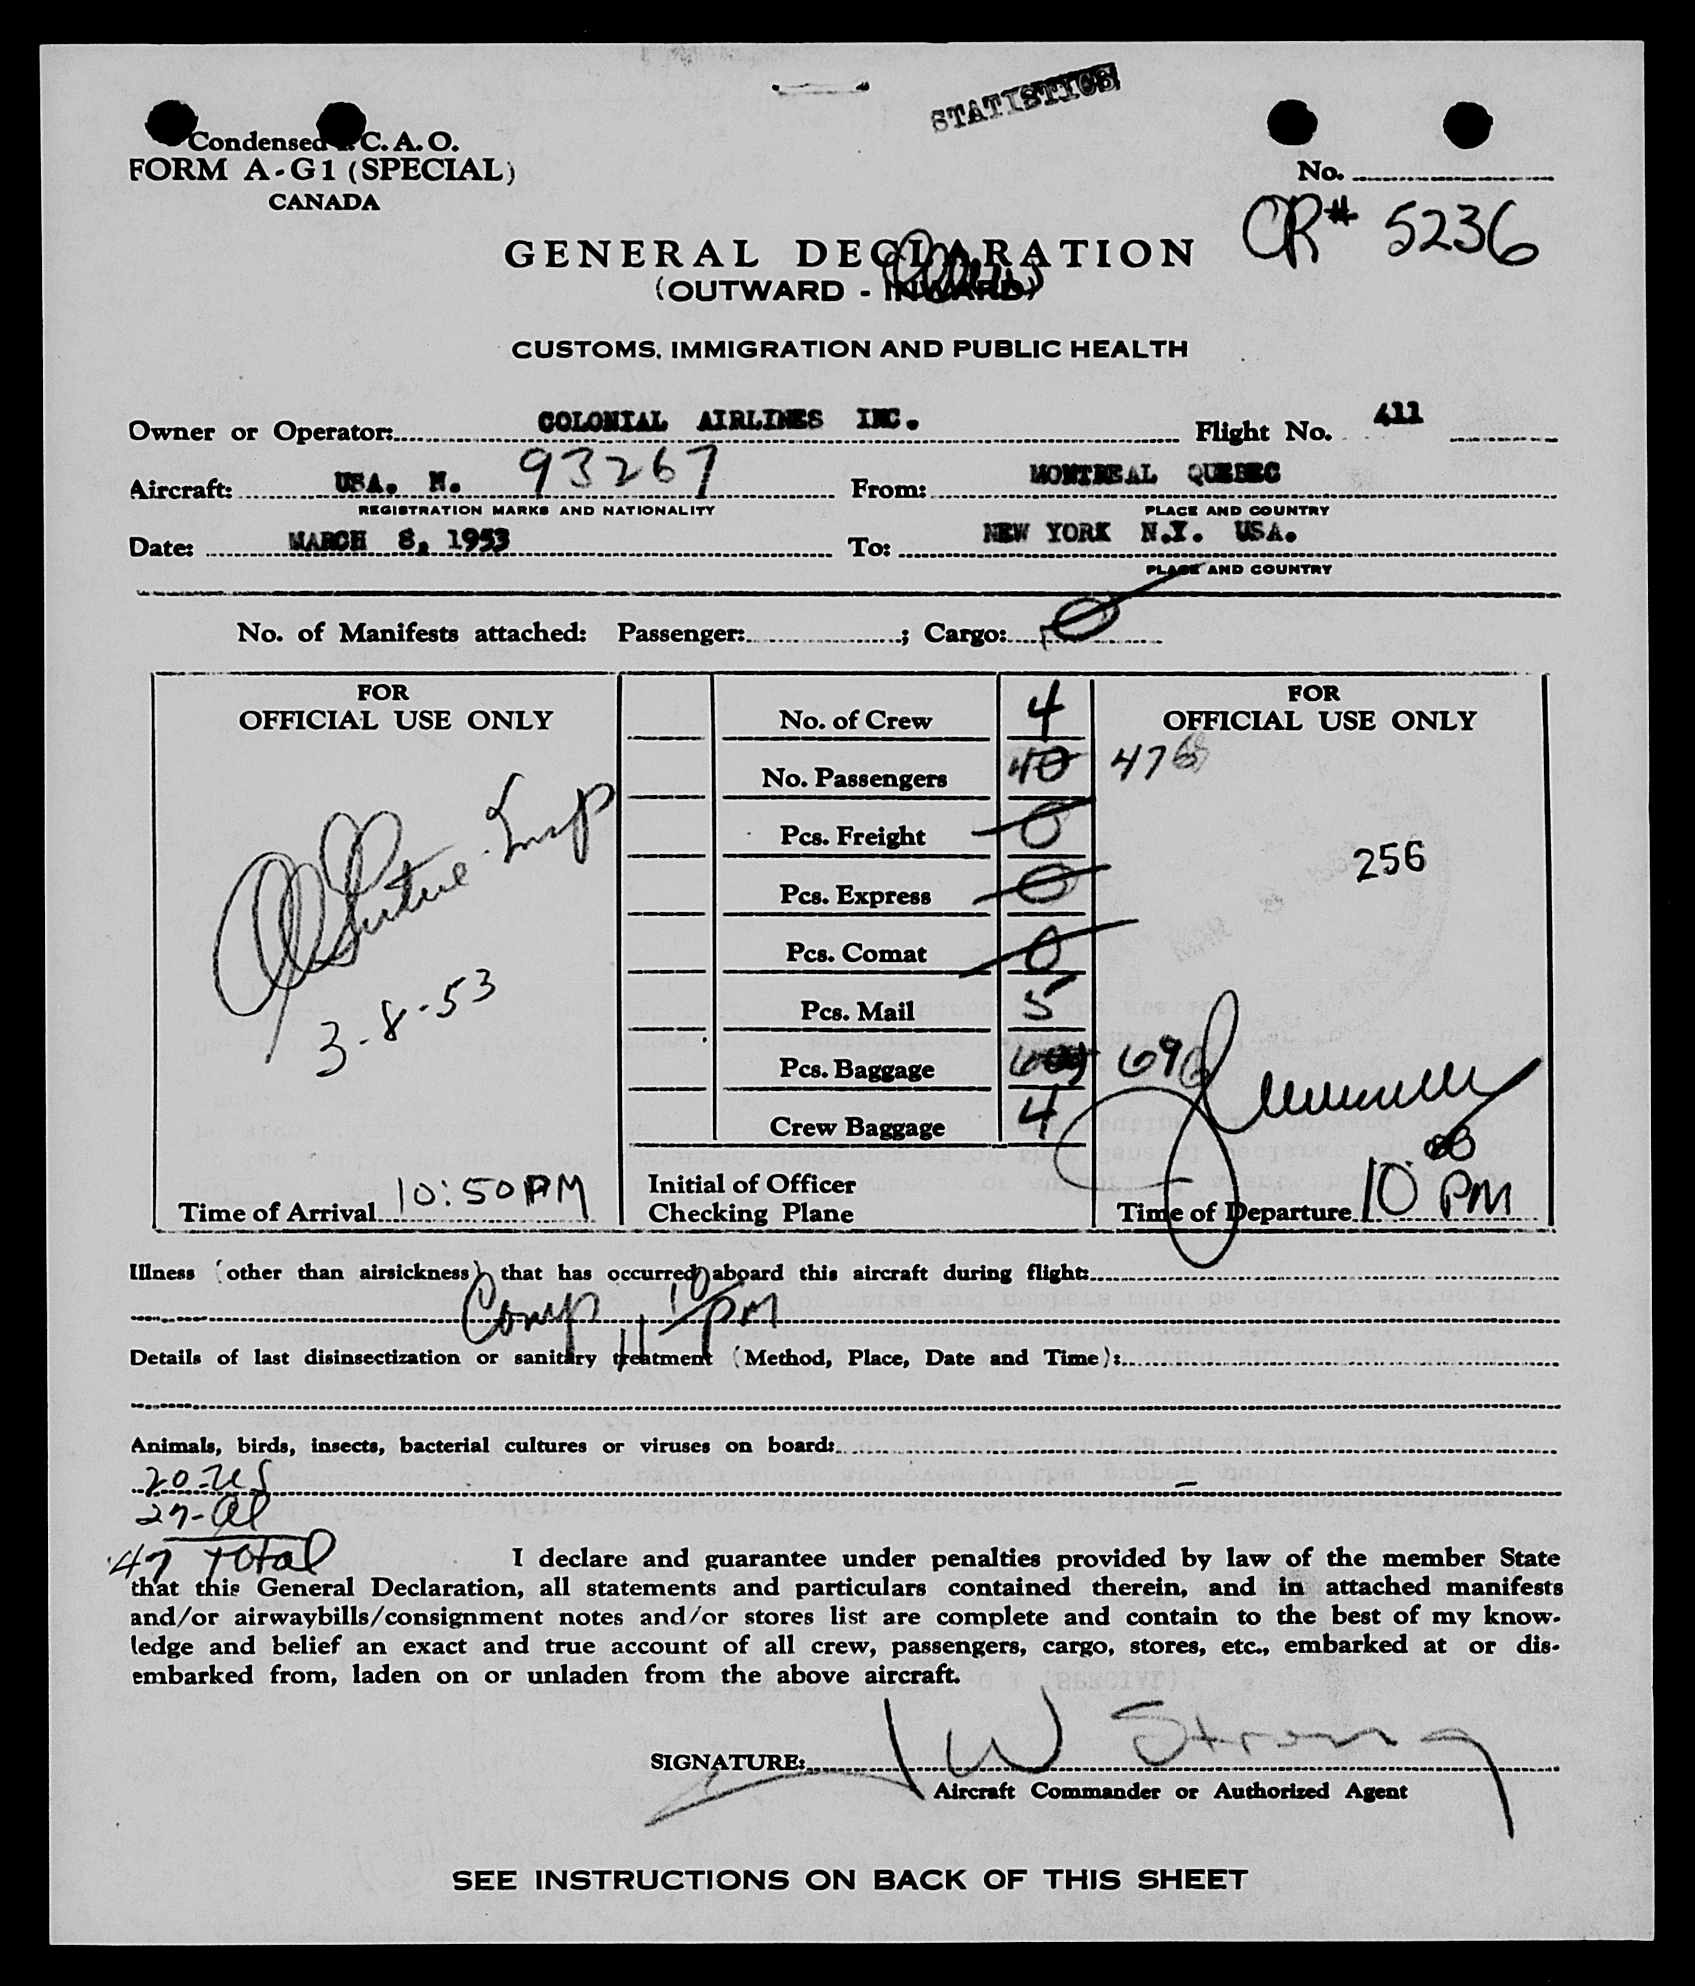 STATISTICS
Condensed I.C.A.O.
FORM A-G1 (SPECIAL)
CANADA
No.
CR# 5236
GENERAL DECLARATION
(OUTWARD - INWARD)
CUSTOMS, IMMIGRATION AND PUBLIC HEALTH
Owner or Operator: COLONIAL AIRLINES INC. Flight No. 411
Aircraft: USA. N. 93267 From: MONTREAL QUEBEC
REGISTRATION MARKS AND NATIONALITY PLACE AND COUNTRY
Date: MARCH 8, 1953 To: NEW YORK N.Y. USA.
PLACE AND COUNTRY
No. of Manifests attached: Passenger: ; Cargo: 0
FOR
OFFICIAL USE ONLY
Insp
3-8-53
Time of Arrival 10:50 PM
No. of Crew 4
No. Passengers 40
Pcs. Freight 0
Pcs. Express 0
Pcs. Comat 0
Pcs. Mail 5
Pcs. Baggage
Crew Baggage 4
Initial of Officer
Checking Plane
FOR
OFFICIAL USE ONLY
47
256
69
Time of Departure 10:00 PM
Illness (other than airsickness) that has occurred aboard this aircraft during flight:
Comp 11 10 PM
Details of last disinsectization or sanitary treatment (Method, Place, Date and Time):
Animals, birds, insects, bacterial cultures or viruses on board:
20-US
27-Al
47 Total
I declare and guarantee under penalties provided by law of the member State
that this General Declaration, all statements and particulars contained therein, and in attached manifests
and/or airwaybills/consignment notes and/or stores list are complete and contain to the best of my know-
ledge and belief an exact and true account of all crew, passengers, cargo, stores, etc., embarked at or dis-
embarked from, laden on or unladen from the above aircraft.
SIGNATURE: W Strong
Aircraft Commander or Authorized Agent
SEE INSTRUCTIONS ON BACK OF THIS SHEET